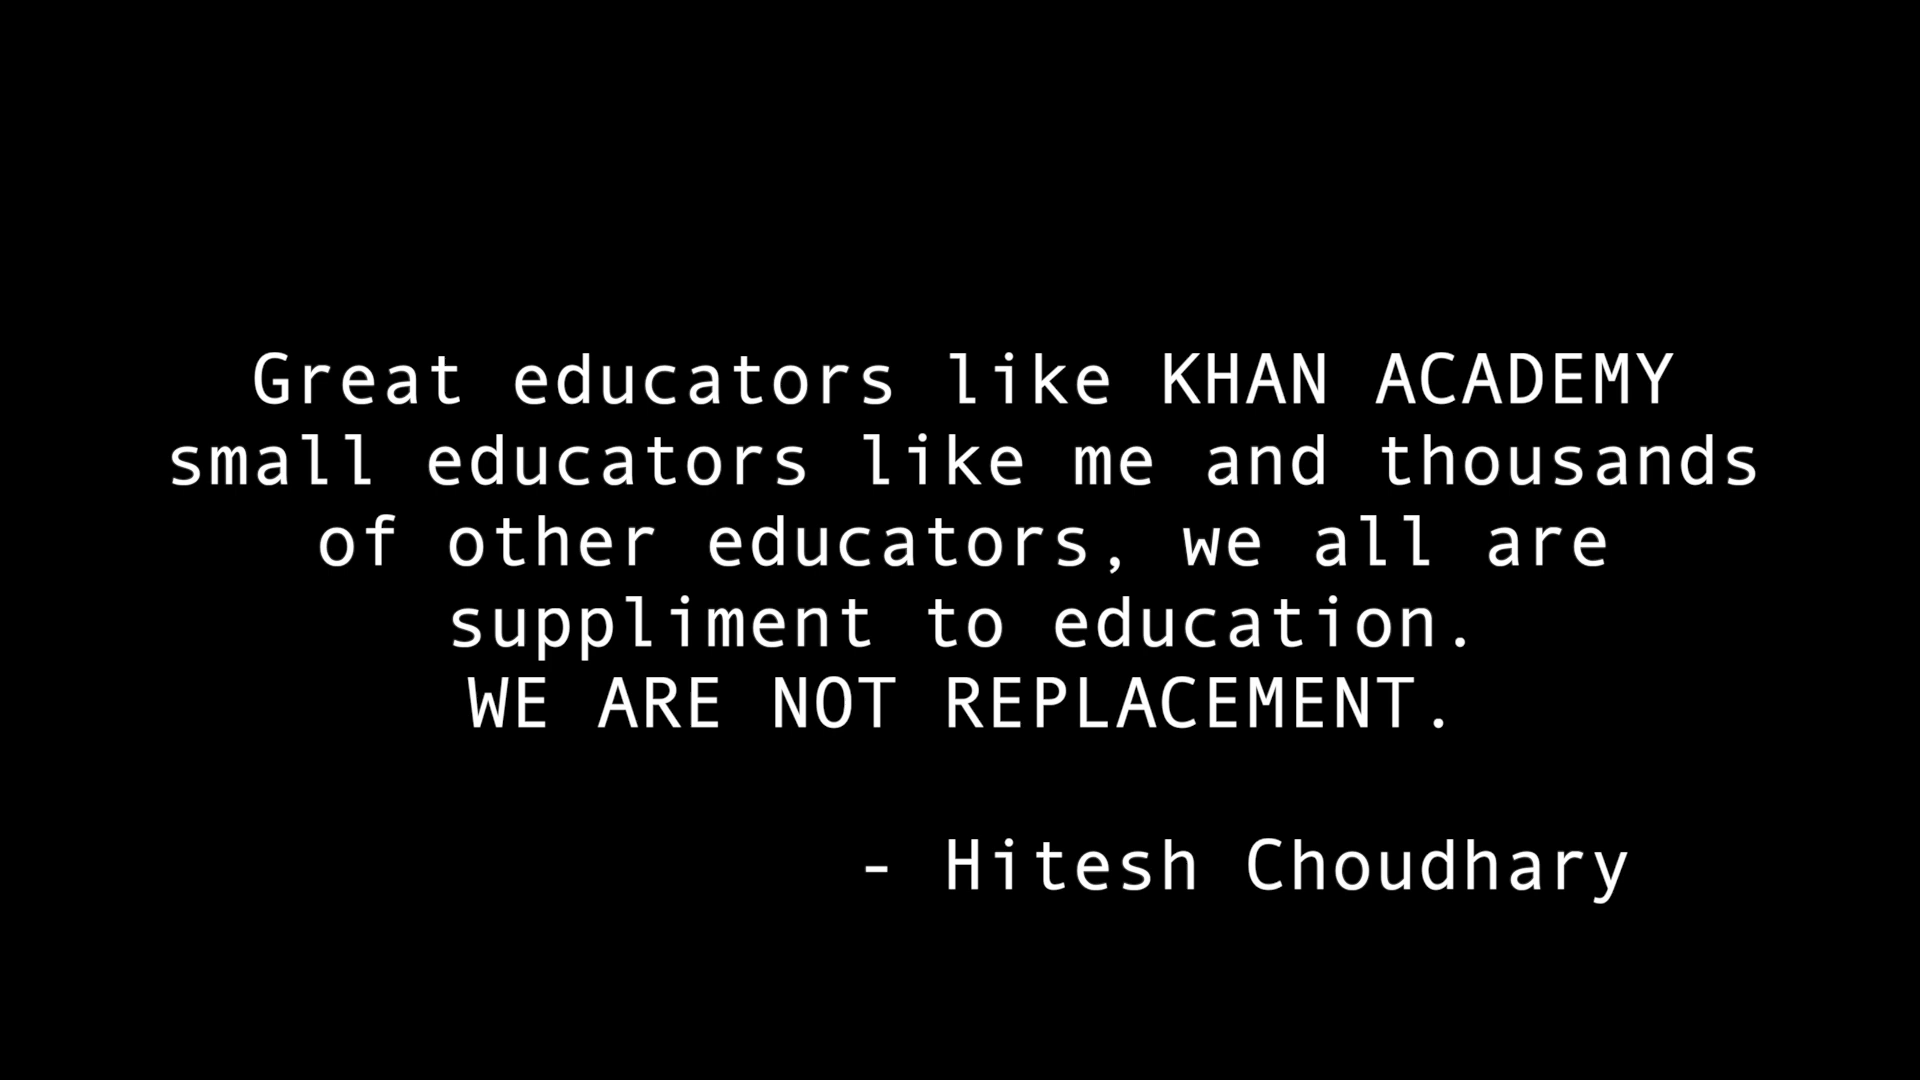 Great educators like KHAN ACADEMY
small educators like me and thousands
of other educators, we all are
suppliment to education.
WE ARE NOT REPLACEMENT.
- Hitesh Choudhary